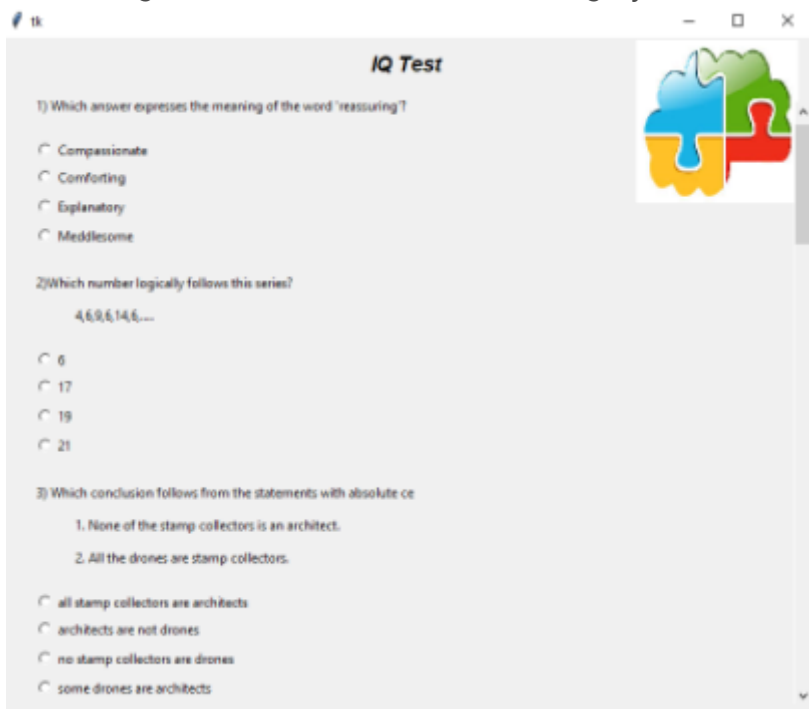 tk
IQ Test
1) Which answer expresses the meaning of the word 'reassuring'?
Compassionate
Comforting
Explanatory
Meddlesome
2)Which number logically follows this series?
4,6,9,6,14,6,....
6
17
19
21
3) Which conclusion follows from the statements with absolute ce
1. None of the stamp collectors is an architect.
2. All the drones are stamp collectors.
all stamp collectors are architects
architects are not drones
no stamp collectors are drones
some drones are architects